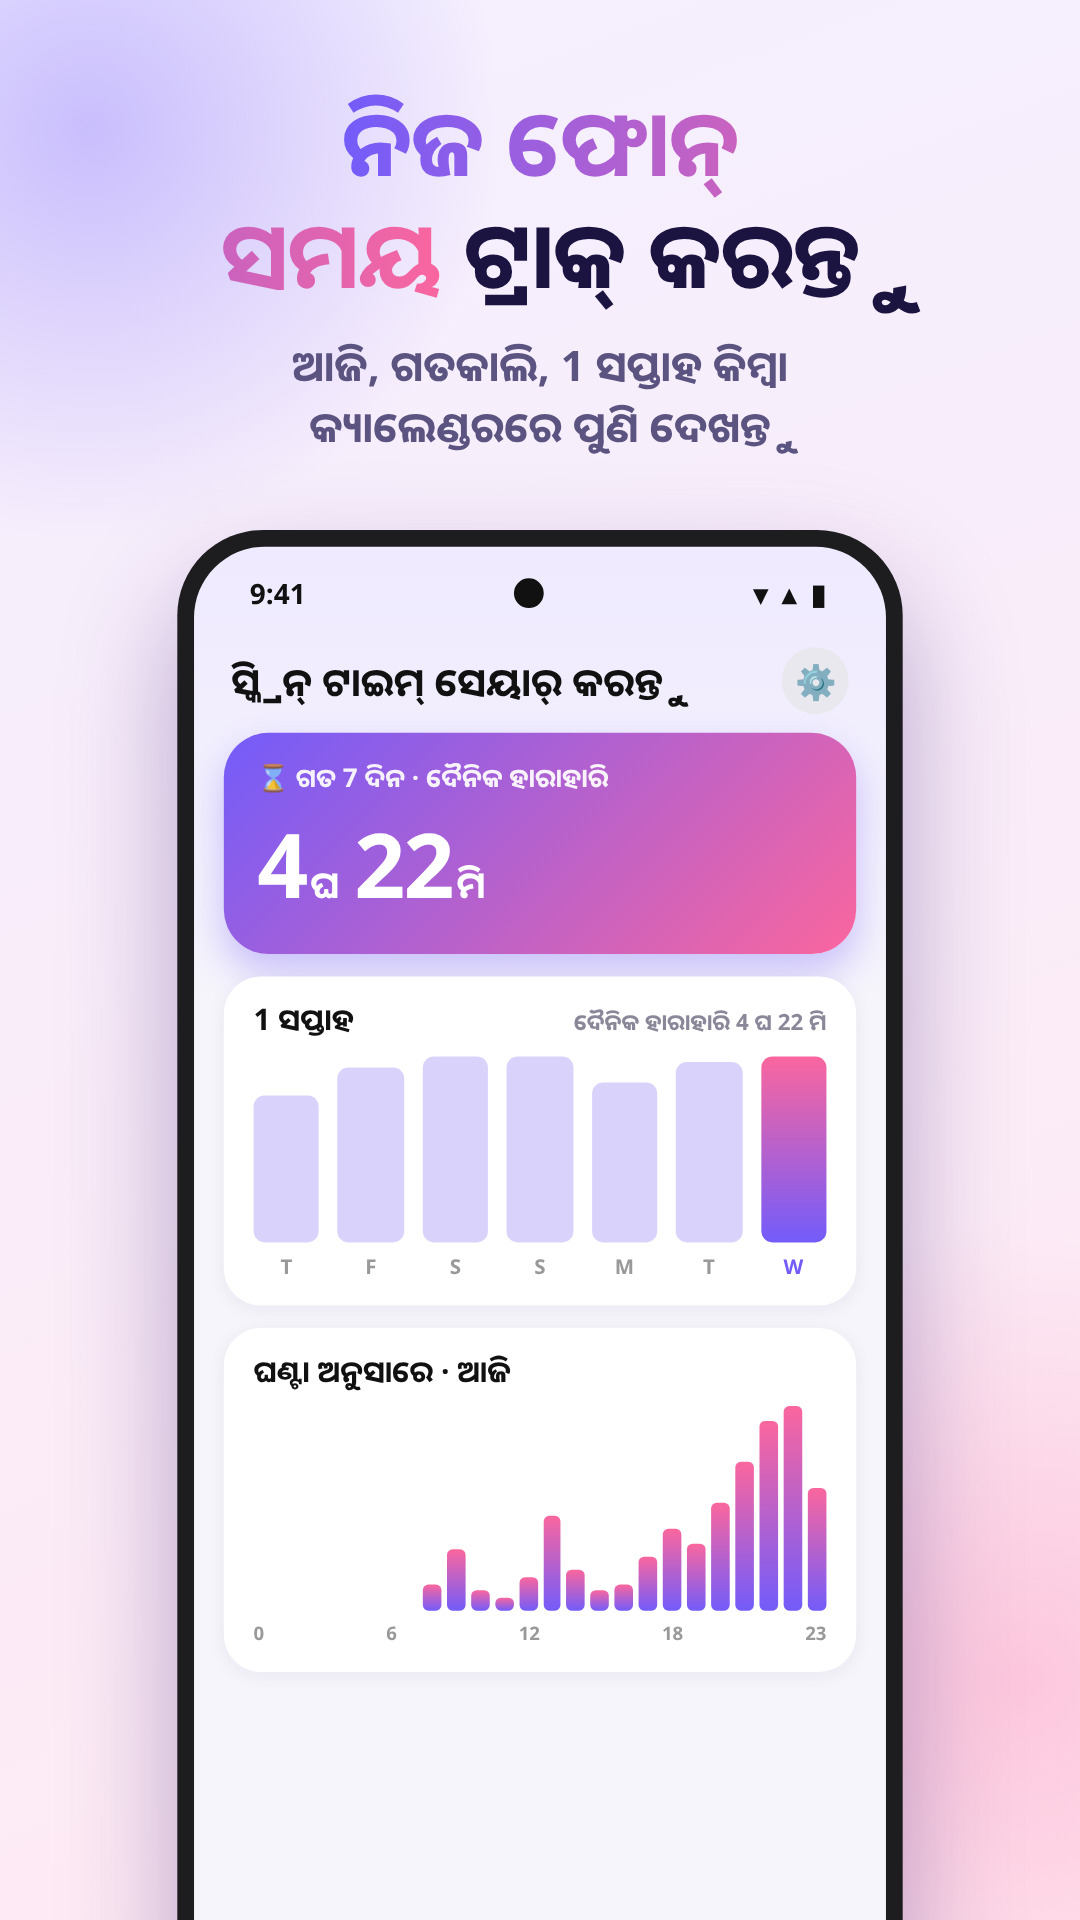 ନିଜ ଫୋନ୍
ସମୟ ଟ୍ରାକ୍ କରନ୍ତୁ
ଆଜି, ଗତକାଲି, 1 ସପ୍ତାହ କିମ୍ବା
କ୍ୟାଲେଣ୍ଡରରେ ପୁଣି ଦେଖନ୍ତୁ
9:41
ସ୍କ୍ରିନ୍ ଟାଇମ୍ ସେୟାର୍ କରନ୍ତୁ
ଗତ 7 ଦିନ · ଦୈନିକ ହାରାହାରି
4ଘ 22ମି
1 ସପ୍ତାହ
ଦୈନିକ ହାରାହାରି 4 ଘ 22 ମି
T F S S M T W
ଘଣ୍ଟା ଅନୁସାରେ · ଆଜି
0 6 12 18 23